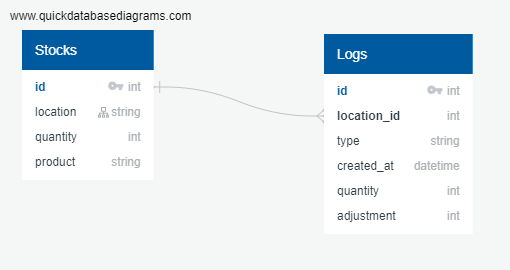 www.quickdatabasediagrams.com
Stocks
id int
location string
quantity int
product string
Logs
id int
location_id int
type string
created_at datetime
quantity int
adjustment int